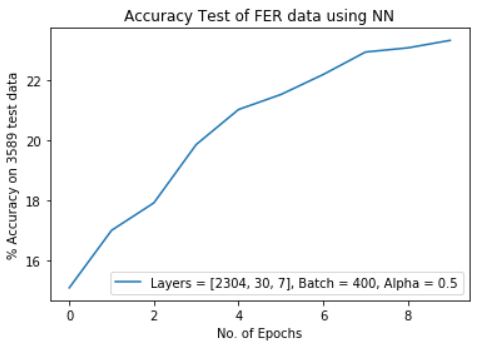 Accuracy Test of FER data using NN
% Accuracy on 3589 test data
22
20
18
16
Layers = [2304, 30, 7], Batch = 400, Alpha = 0.5
0 2 4 6 8
No. of Epochs